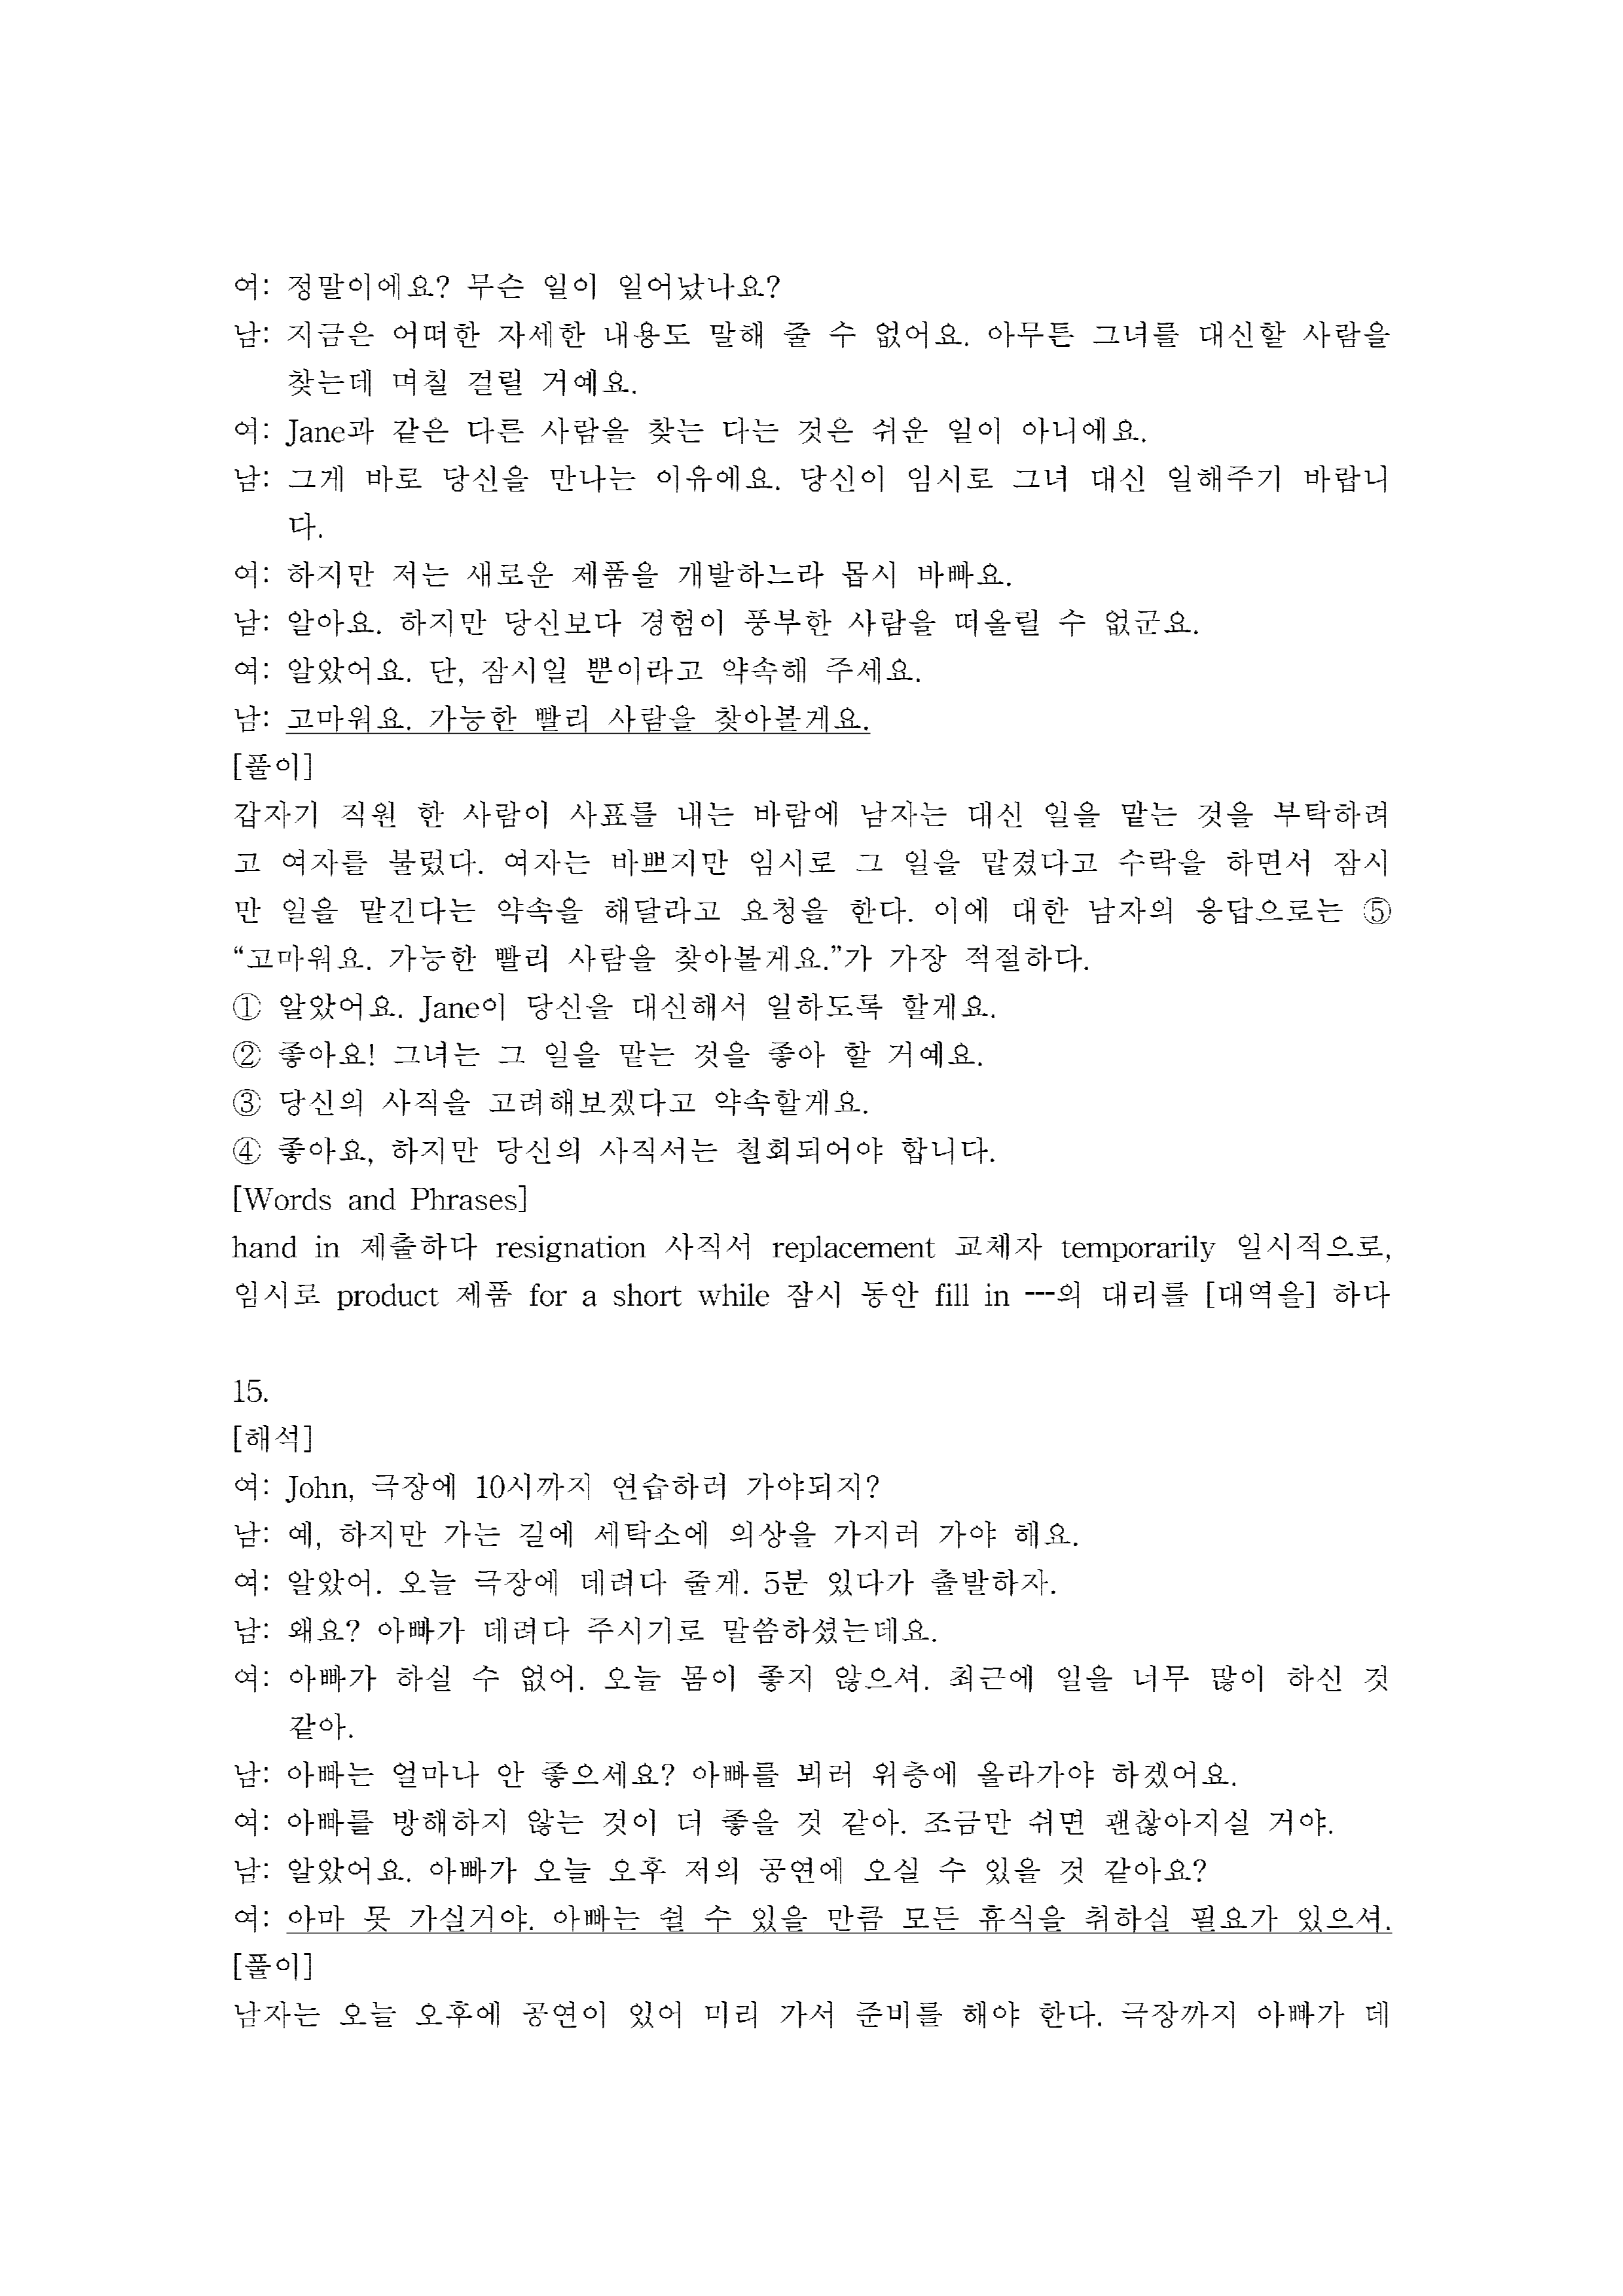 여: 정말이에요? 무슨 일이 일어났나요?
남: 지금은 어떠한 자세한 내용도 말해 줄 수 없어요. 아무튼 그녀를 대신할 사람을
찾는데 며칠 걸릴 거예요.
여: Jane과 같은 다른 사람을 찾는 다는 것은 쉬운 일이 아니에요.
남: 그게 바로 당신을 만나는 이유에요. 당신이 임시로 그녀 대신 일해주기 바랍니
다.
여: 하지만 저는 새로운 제품을 개발하느라 몹시 바빠요.
남: 알아요. 하지만 당신보다 경험이 풍부한 사람을 떠올릴 수 없군요.
여: 알았어요. 단, 잠시일 뿐이라고 약속해 주세요.
남: 고마워요. 가능한 빨리 사람을 찾아볼게요.
[풀이]
갑자기 직원 한 사람이 사표를 내는 바람에 남자는 대신 일을 맡는 것을 부탁하려
고 여자를 불렀다. 여자는 바쁘지만 임시로 그 일을 맡겠다고 수락을 하면서 잠시
만 일을 맡긴다는 약속을 해달라고 요청을 한다. 이에 대한 남자의 응답으로는 ⑤
“고마워요. 가능한 빨리 사람을 찾아볼게요.”가 가장 적절하다.
① 알았어요. Jane이 당신을 대신해서 일하도록 할게요.
② 좋아요! 그녀는 그 일을 맡는 것을 좋아 할 거예요.
③ 당신의 사직을 고려해보겠다고 약속할게요.
④ 좋아요, 하지만 당신의 사직서는 철회되어야 합니다.
[Words and Phrases]
hand in 제출하다 resignation 사직서 replacement 교체자 temporarily 일시적으로,
임시로 product 제품 for a short while 잠시 동안 fill in ---의 대리를 [대역을] 하다
15.
[해석]
여: John, 극장에 10시까지 연습하러 가야되지?
남: 예, 하지만 가는 길에 세탁소에 의상을 가지러 가야 해요.
여: 알았어. 오늘 극장에 데려다 줄게. 5분 있다가 출발하자.
남: 왜요? 아빠가 데려다 주시기로 말씀하셨는데요.
여: 아빠가 하실 수 없어. 오늘 몸이 좋지 않으셔. 최근에 일을 너무 많이 하신 것
같아.
남: 아빠는 얼마나 안 좋으세요? 아빠를 뵈러 위층에 올라가야 하겠어요.
여: 아빠를 방해하지 않는 것이 더 좋을 것 같아. 조금만 쉬면 괜찮아지실 거야.
남: 알았어요. 아빠가 오늘 오후 저의 공연에 오실 수 있을 것 같아요?
여: 아마 못 가실거야. 아빠는 쉴 수 있을 만큼 모든 휴식을 취하실 필요가 있으셔.
[풀이]
남자는 오늘 오후에 공연이 있어 미리 가서 준비를 해야 한다. 극장까지 아빠가 데